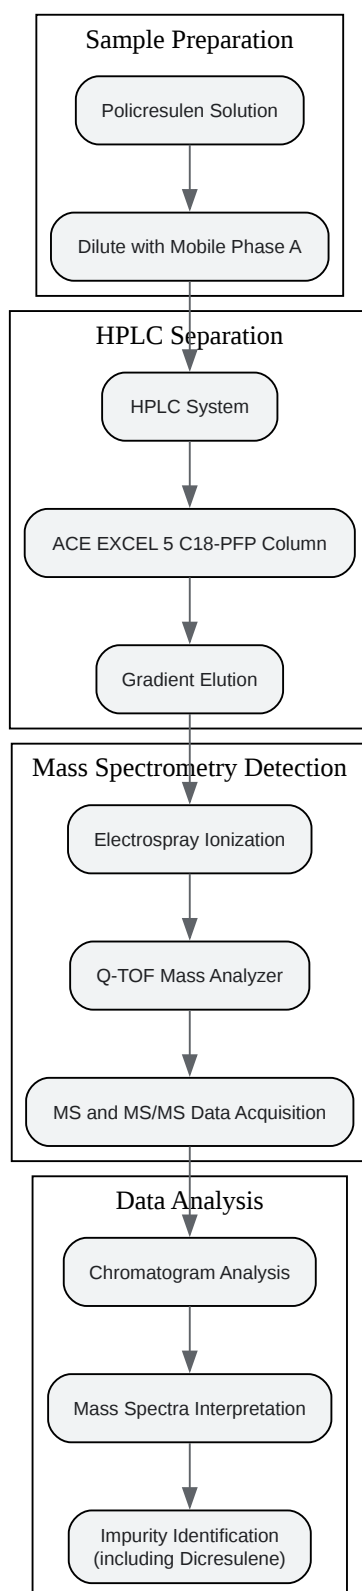 Sample Preparation
Policresulen Solution
Dilute with Mobile Phase A
HPLC Separation
HPLC System
ACE EXCEL 5 C18-PFP Column
Gradient Elution
Mass Spectrometry Detection
Electrospray Ionization
Q-TOF Mass Analyzer
MS and MS/MS Data Acquisition
Data Analysis
Chromatogram Analysis
Mass Spectra Interpretation
Impurity Identification
(including Dicresulene)